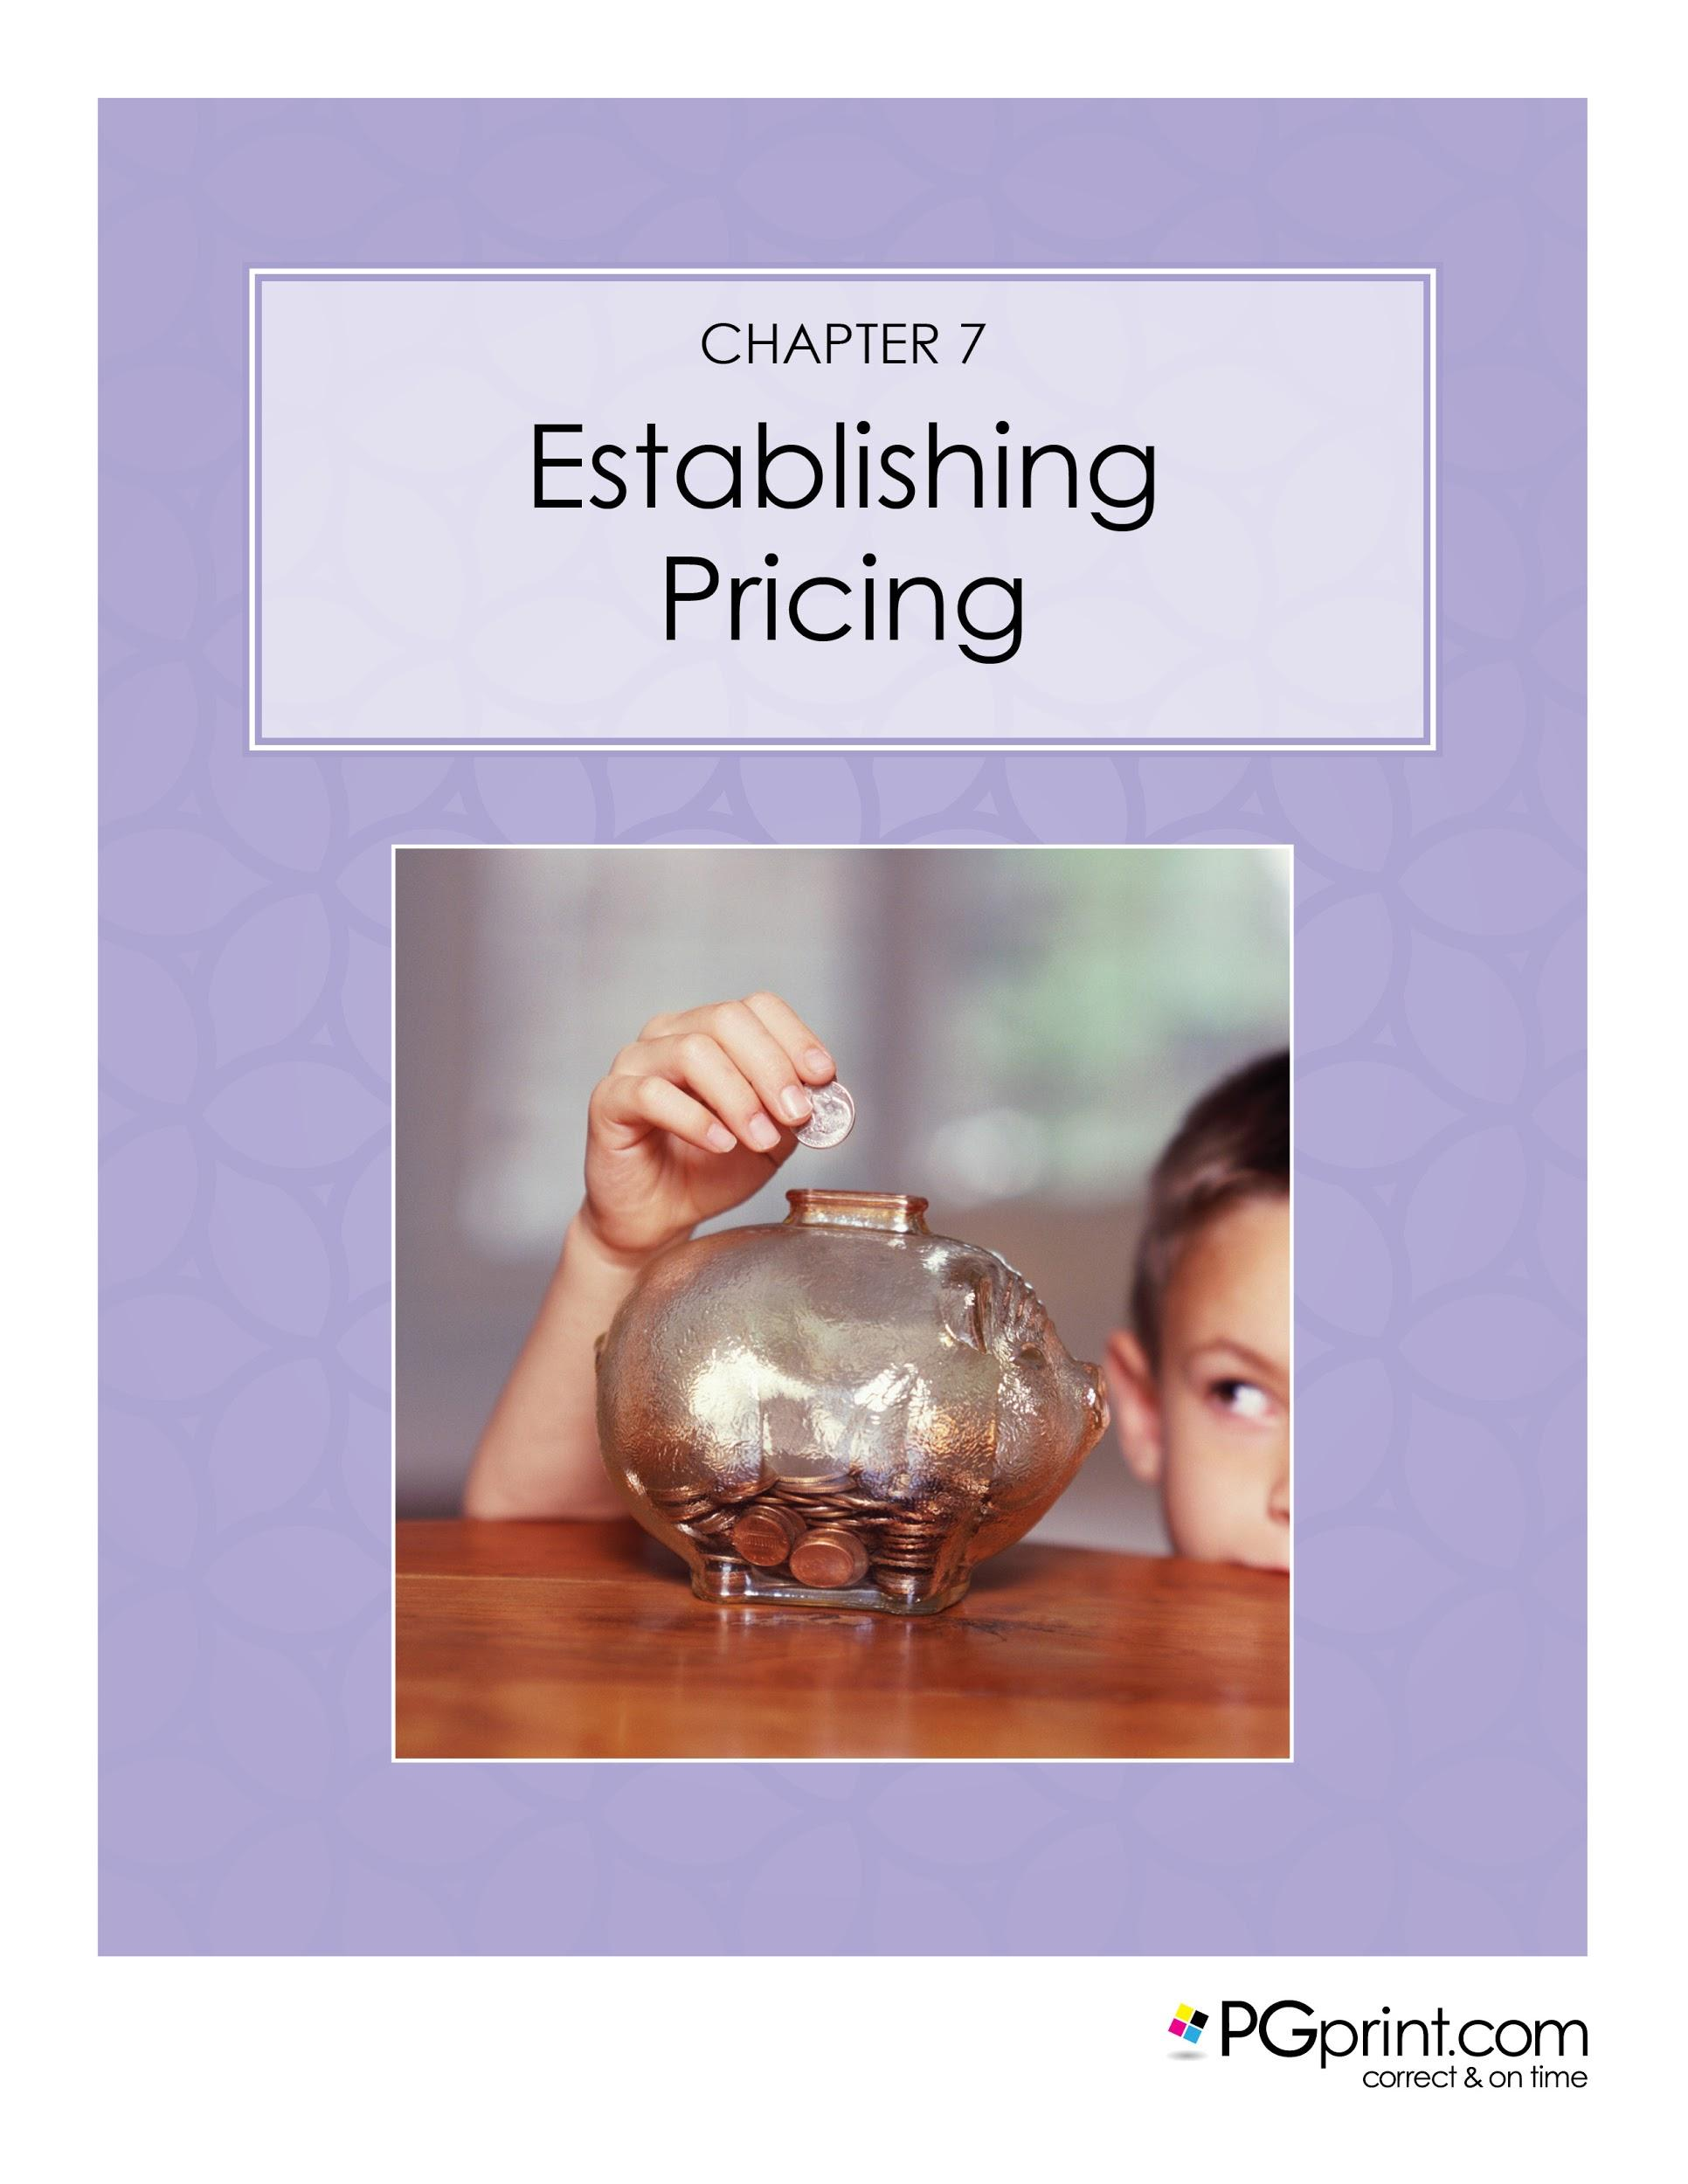 CHAPTER 7
Establishing
Pricing
PGprint.com
correct & on time